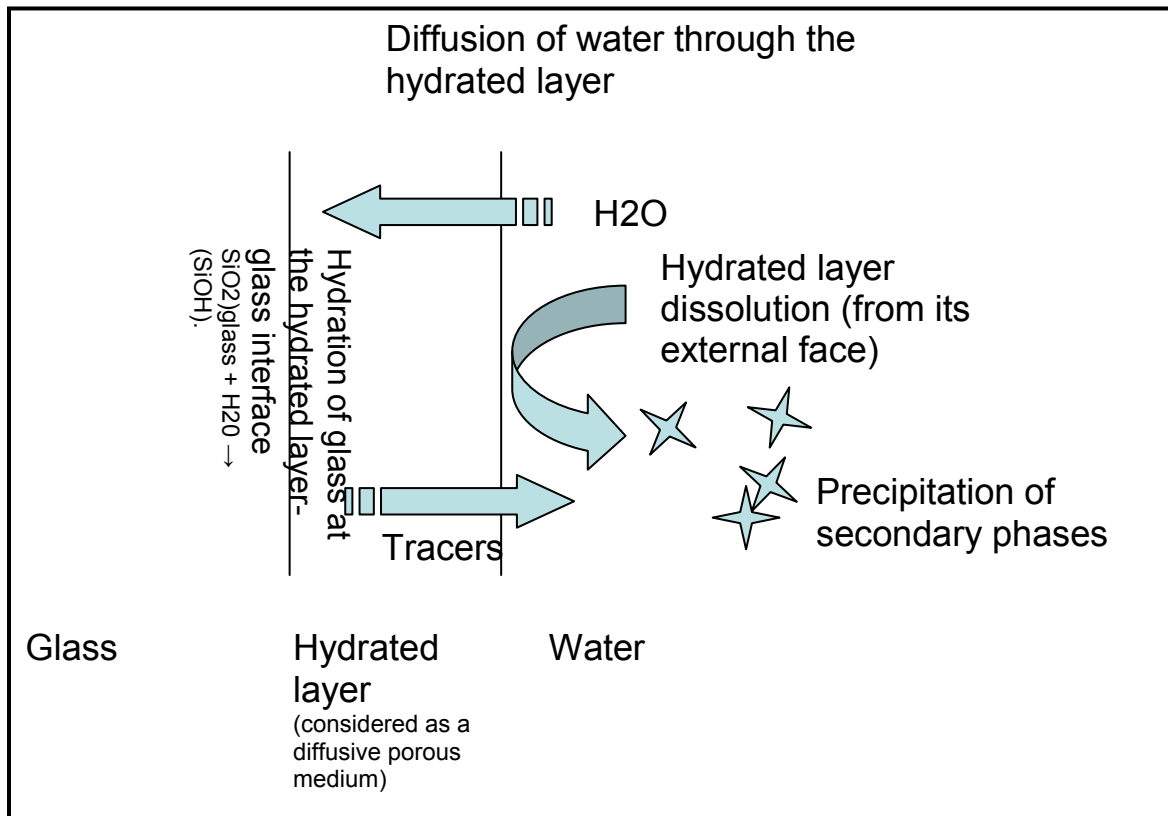 Diffusion of water through the
hydrated layer
H2O
Hydrated layer
dissolution (from its
external face)
Hydration of glass at
the hydrated layer-
glass interface
SiO2)glass + H20 →
(SiOH).
Precipitation of
secondary phases
Tracers
Glass
Hydrated
layer
(considered as a
diffusive porous
medium)
Water